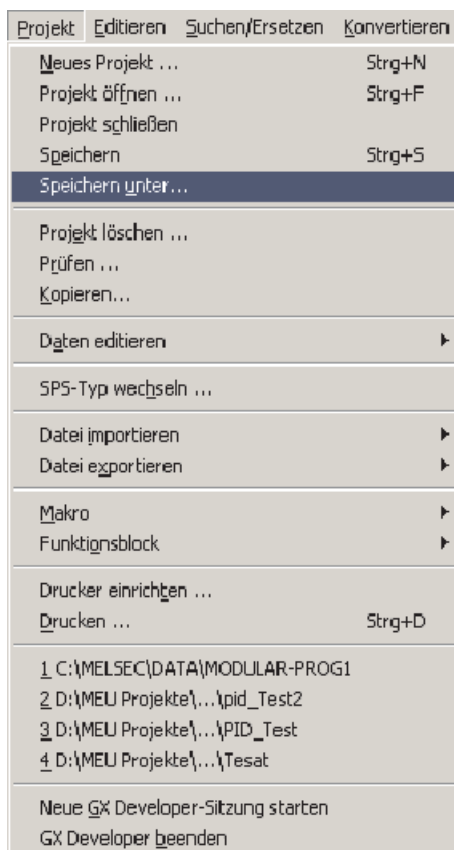 Projekt Editieren Suchen/Ersetzen Konvertieren
Neues Projekt ... Strg+N
Projekt öffnen ... Strg+F
Projekt schließen
Speichern Strg+S
Speichern unter...
Projekt löschen ...
Prüfen ...
Kopieren...
Daten editieren
SPS-Typ wechseln ...
Datei importieren
Datei exportieren
Makro
Funktionsblock
Drucker einrichten ...
Drucken ... Strg+D
1 C:\MELSEC\DATA\MODULAR-PROG1
2 D:\MEU Projekte\...\pid_Test2
3 D:\MEU Projekte\...\PID_Test
4 D:\MEU Projekte\...\Tesat
Neue GX Developer-Sitzung starten
GX Developer beenden